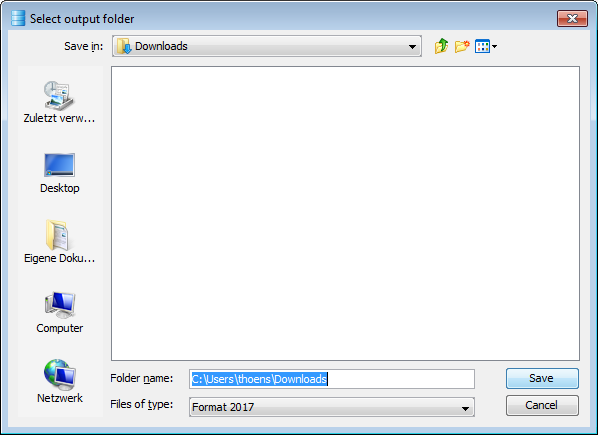 Select output folder
Save in:
Downloads
Zuletzt verw...
Desktop
Eigene Doku...
Computer
Netzwerk
Folder name:
C:\Users\thoens\Downloads
Save
Files of type:
Format 2017
Cancel